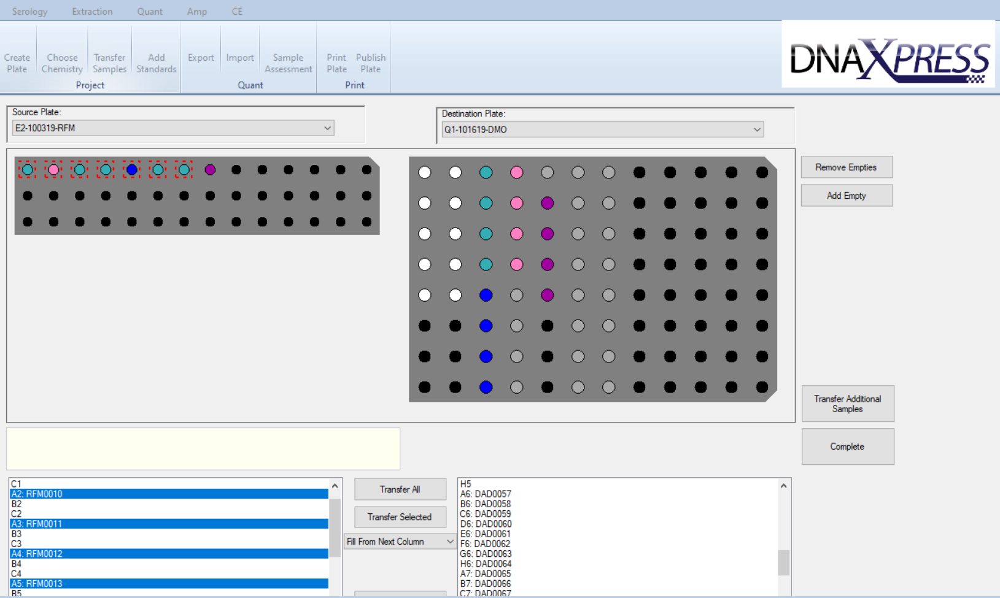 Serology Extraction Quant Amp CE
Create Plate
Choose Chemistry
Transfer Samples
Add Standards
Project
Export
Import
Sample Assessment
Quant
Print Plate
Publish Plate
Print
DNAXPRESS
Source Plate:
E2-100319-RFM
Destination Plate:
Q1-101619-DMO
Remove Empties
Add Empty
Transfer Additional
Samples
Complete
C1
A2: RFM0010
B2
C2
A3: RFM0011
B3
C3
A4: RFM0012
B4
C4
A5: RFM0013
B5
Transfer All
Transfer Selected
Fill From Next Column
H5
A6: DAD0057
B6: DAD0058
C6: DAD0059
D6: DAD0060
E6: DAD0061
F6: DAD0062
G6: DAD0063
H6: DAD0064
A7: DAD0065
B7: DAD0066
C7: DAD0067